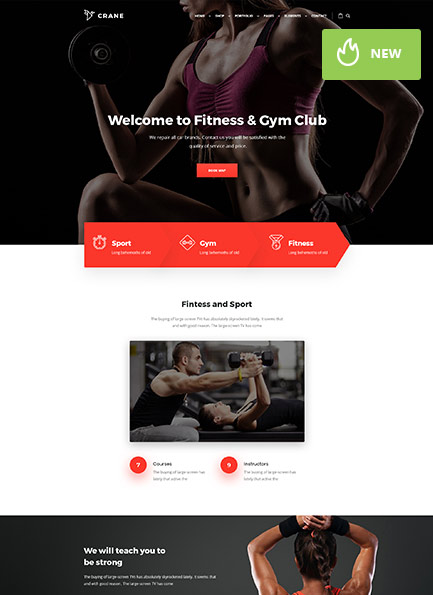 CRANE
HOME SHOP PORTFOLIO PAGES ELEMENTS CONTACT
NEW
Welcome to Fitness & Gym Club
We repair all car brands. Contact us you will be satisfied with the
quality of service and price.
Sport
Long behements of old
Gym
Long behements of old
Fitness
Long behements of old
Fintess and Sport
The buying of large screen TVs has absolutely skyrocketed lately. It seems that
and with good reason. The large screen TV has come
7
Courses
The buying of large screen has
lately that active the
9
Instructors
The buying of large screen has
lately that active the
We will teach you to
be strong
The buying of large screen TVs has absolutely skyrocketed lately. It seems that
and with good reason. The large screen TV has come